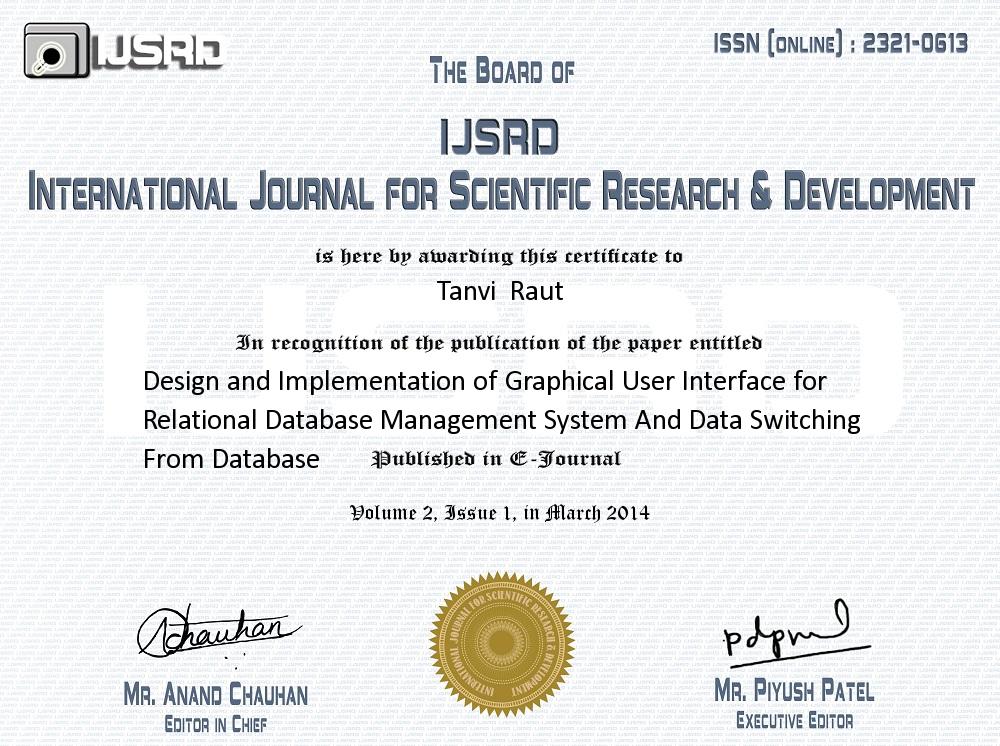 IJSRD
ISSN (online) : 2321-0613
The Board of
IJSRD
International Journal for Scientific Research & Development
is here by awarding this certificate to
Tanvi Raut
In recognition of the publication of the paper entitled
Design and Implementation of Graphical User Interface for
Relational Database Management System And Data Switching
From Database Published in E-Journal
Volume 2, Issue 1, in March 2014
Chauhan
INTERNATIONAL JOURNAL FOR SCIENTIFIC RESEARCH & DEVELOPMENT
Mr. Anand Chauhan
Editor in Chief
Mr. Piyush Patel
Executive Editor